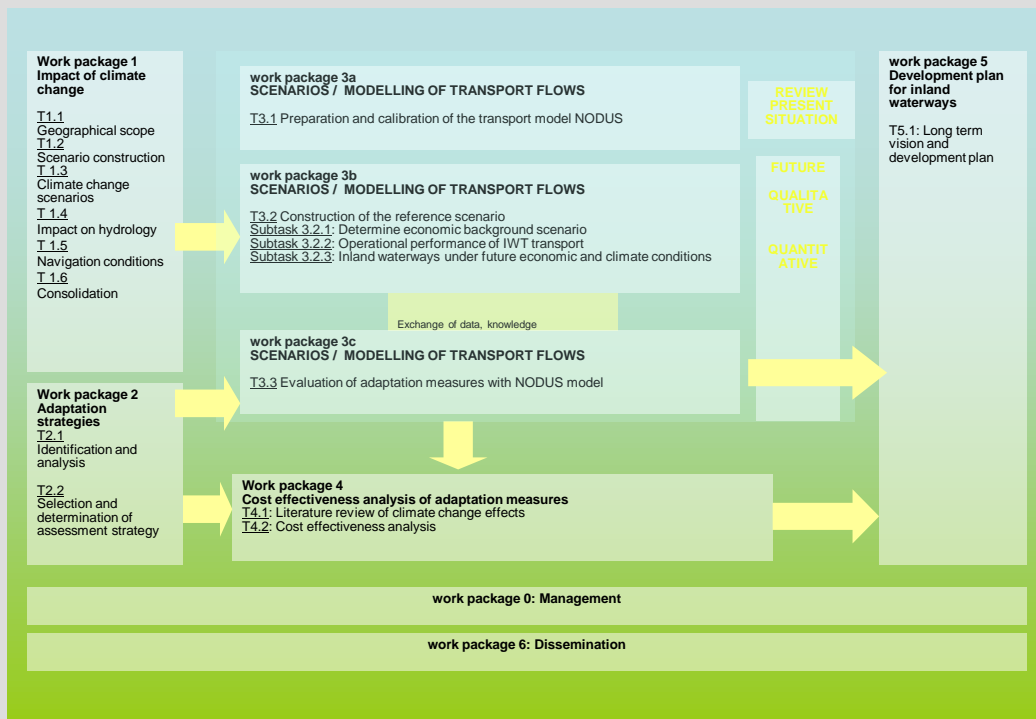 Work package 1
Impact of climate
change
T1.1
Geographical scope
T1.2
Scenario construction
T 1.3
Climate change
scenarios
T 1.4
Impact on hydrology
T 1.5
Navigation conditions
T 1.6
Consolidation
Work package 2
Adaptation
strategies
T2.1
Identification and
analysis
T2.2
Selection and
determination of
assessment strategy
work package 3a
SCENARIOS / MODELLING OF TRANSPORT FLOWS
T3.1 Preparation and calibration of the transport model NODUS
work package 3b
SCENARIOS / MODELLING OF TRANSPORT FLOWS
T3.2 Construction of the reference scenario
Subtask 3.2.1: Determine economic background scenario
Subtask 3.2.2: Operational performance of IWT transport
Subtask 3.2.3: Inland waterways under future economic and climate conditions
Exchange of data, knowledge
work package 3c
SCENARIOS / MODELLING OF TRANSPORT FLOWS
T3.3 Evaluation of adaptation measures with NODUS model
REVIEW
PRESENT
SITUATION
FUTURE
QUALITA
TIVE
QUANTIT
ATIVE
Work package 4
Cost effectiveness analysis of adaptation measures
T4.1: Literature review of climate change effects
T4.2: Cost effectiveness analysis
work package 5
Development plan
for inland
waterways
T5.1: Long term
vision and
development plan
work package 0: Management
work package 6: Dissemination